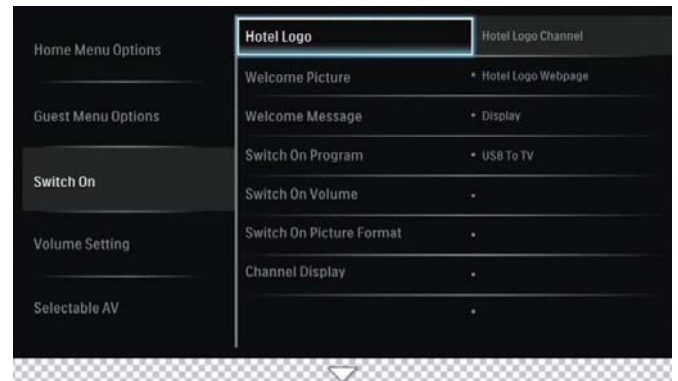 Home Menu Options
Guest Menu Options
Switch On
Volume Setting
Selectable AV
Hotel Logo
Welcome Picture
Welcome Message
Switch On Program
Switch On Volume
Switch On Picture Format
Channel Display
Hotel Logo Channel
• Hotel Logo Webpage
• Display
• USB To TV